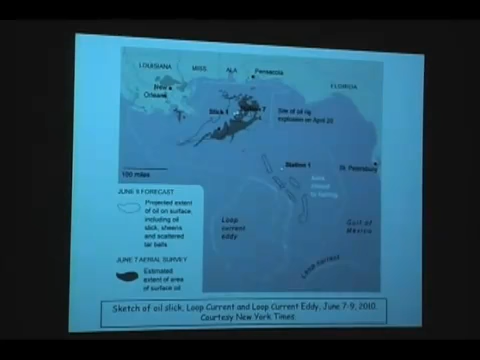 LOUISIANA
MISS.
ALA
Pensacola
FLORIDA
New
Orleans
Slick 1
7
Site of oil rig
explosion on April 20
Station 1
St. Petersburg
100 miles
JUNE 9 FORECAST
Projected extent
of oil on surface,
including oil
slick, sheens
and scattered
tar balls
Loop
current
eddy
Gulf of
Mexico
Loop current
JUNE 7 AERIAL SURVEY
Estimated
extent of area
of surface oil
Sketch of oil slick, Loop Current and Loop Current Eddy, June 7-9, 2010.
Courtesy New York Times